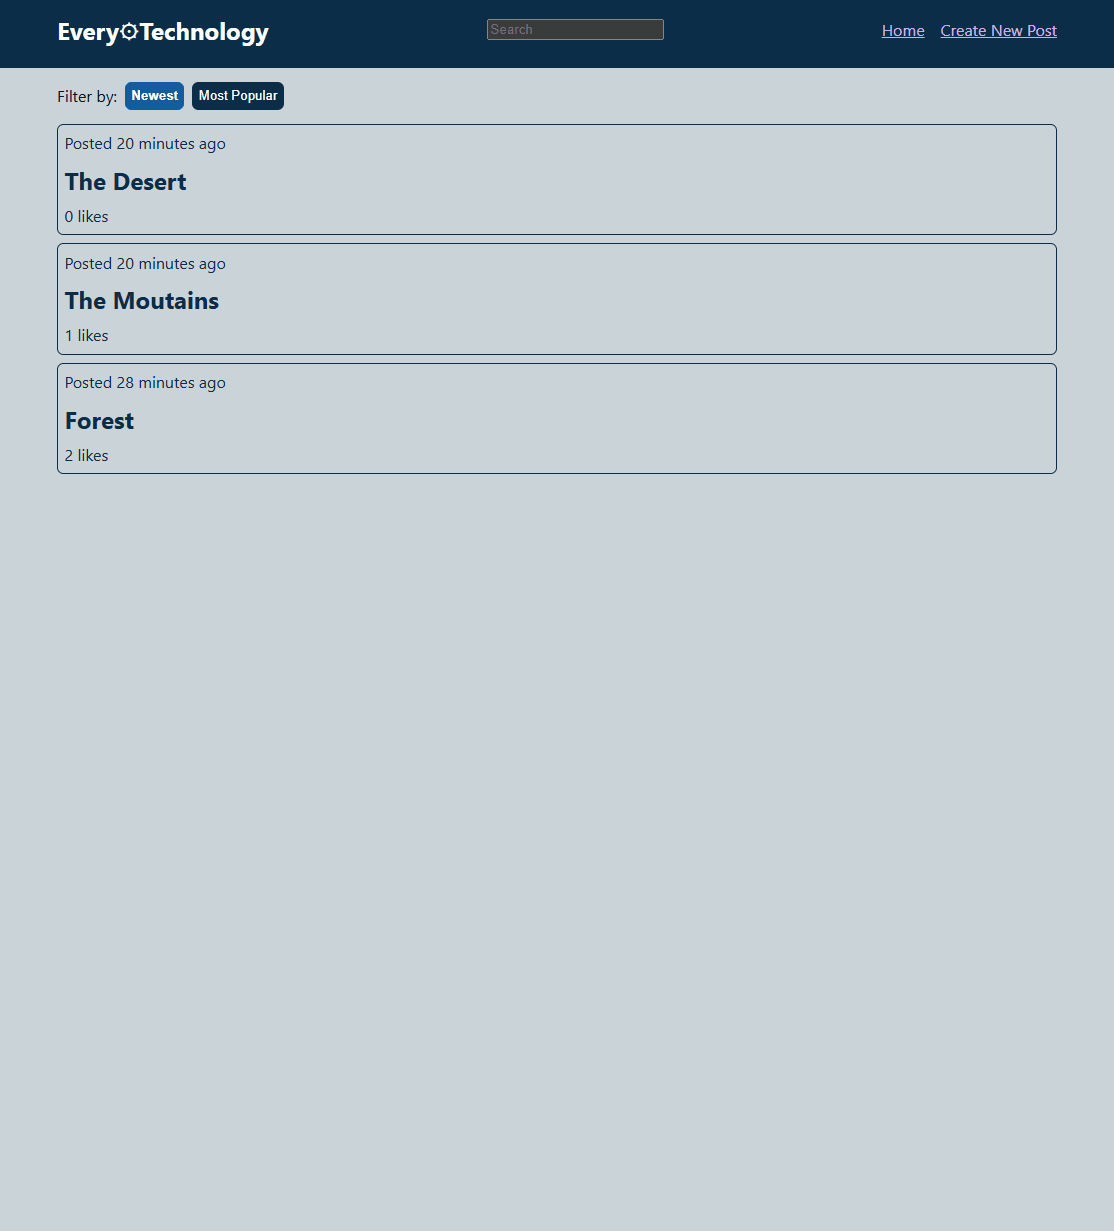 Every⚙Technology
Search
Home Create New Post
Filter by: Newest Most Popular
Posted 20 minutes ago
The Desert
0 likes
Posted 20 minutes ago
The Moutains
1 likes
Posted 28 minutes ago
Forest
2 likes